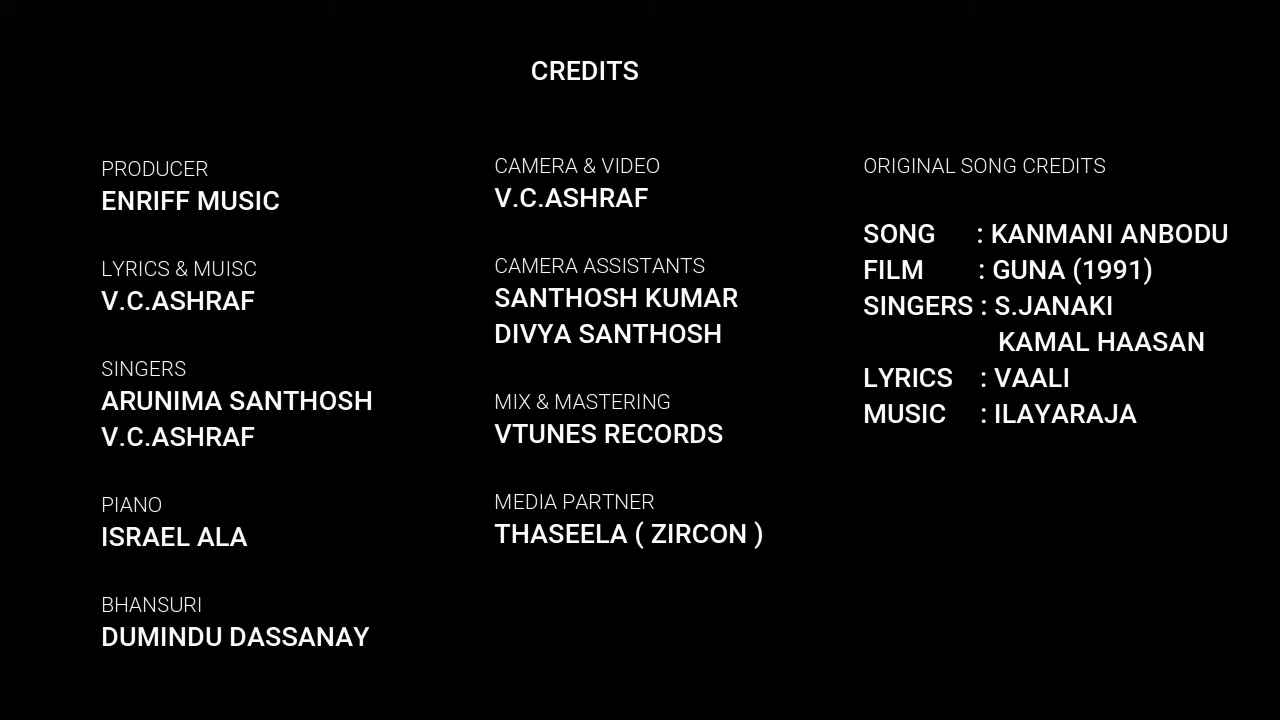 CREDITS
PRODUCER
ENRIFF MUSIC
LYRICS & MUISC
V.C.ASHRAF
SINGERS
ARUNIMA SANTHOSH
V.C.ASHRAF
PIANO
ISRAEL ALA
BHANSURI
DUMINDU DASSANAY
CAMERA & VIDEO
V.C.ASHRAF
CAMERA ASSISTANTS
SANTHOSH KUMAR
DIVYA SANTHOSH
MIX & MASTERING
VTUNES RECORDS
MEDIA PARTNER
THASEELA ( ZIRCON )
ORIGINAL SONG CREDITS
SONG : KANMANI ANBODU
FILM : GUNA (1991)
SINGERS : S.JANAKI
KAMAL HAASAN
LYRICS : VAALI
MUSIC : ILAYARAJA